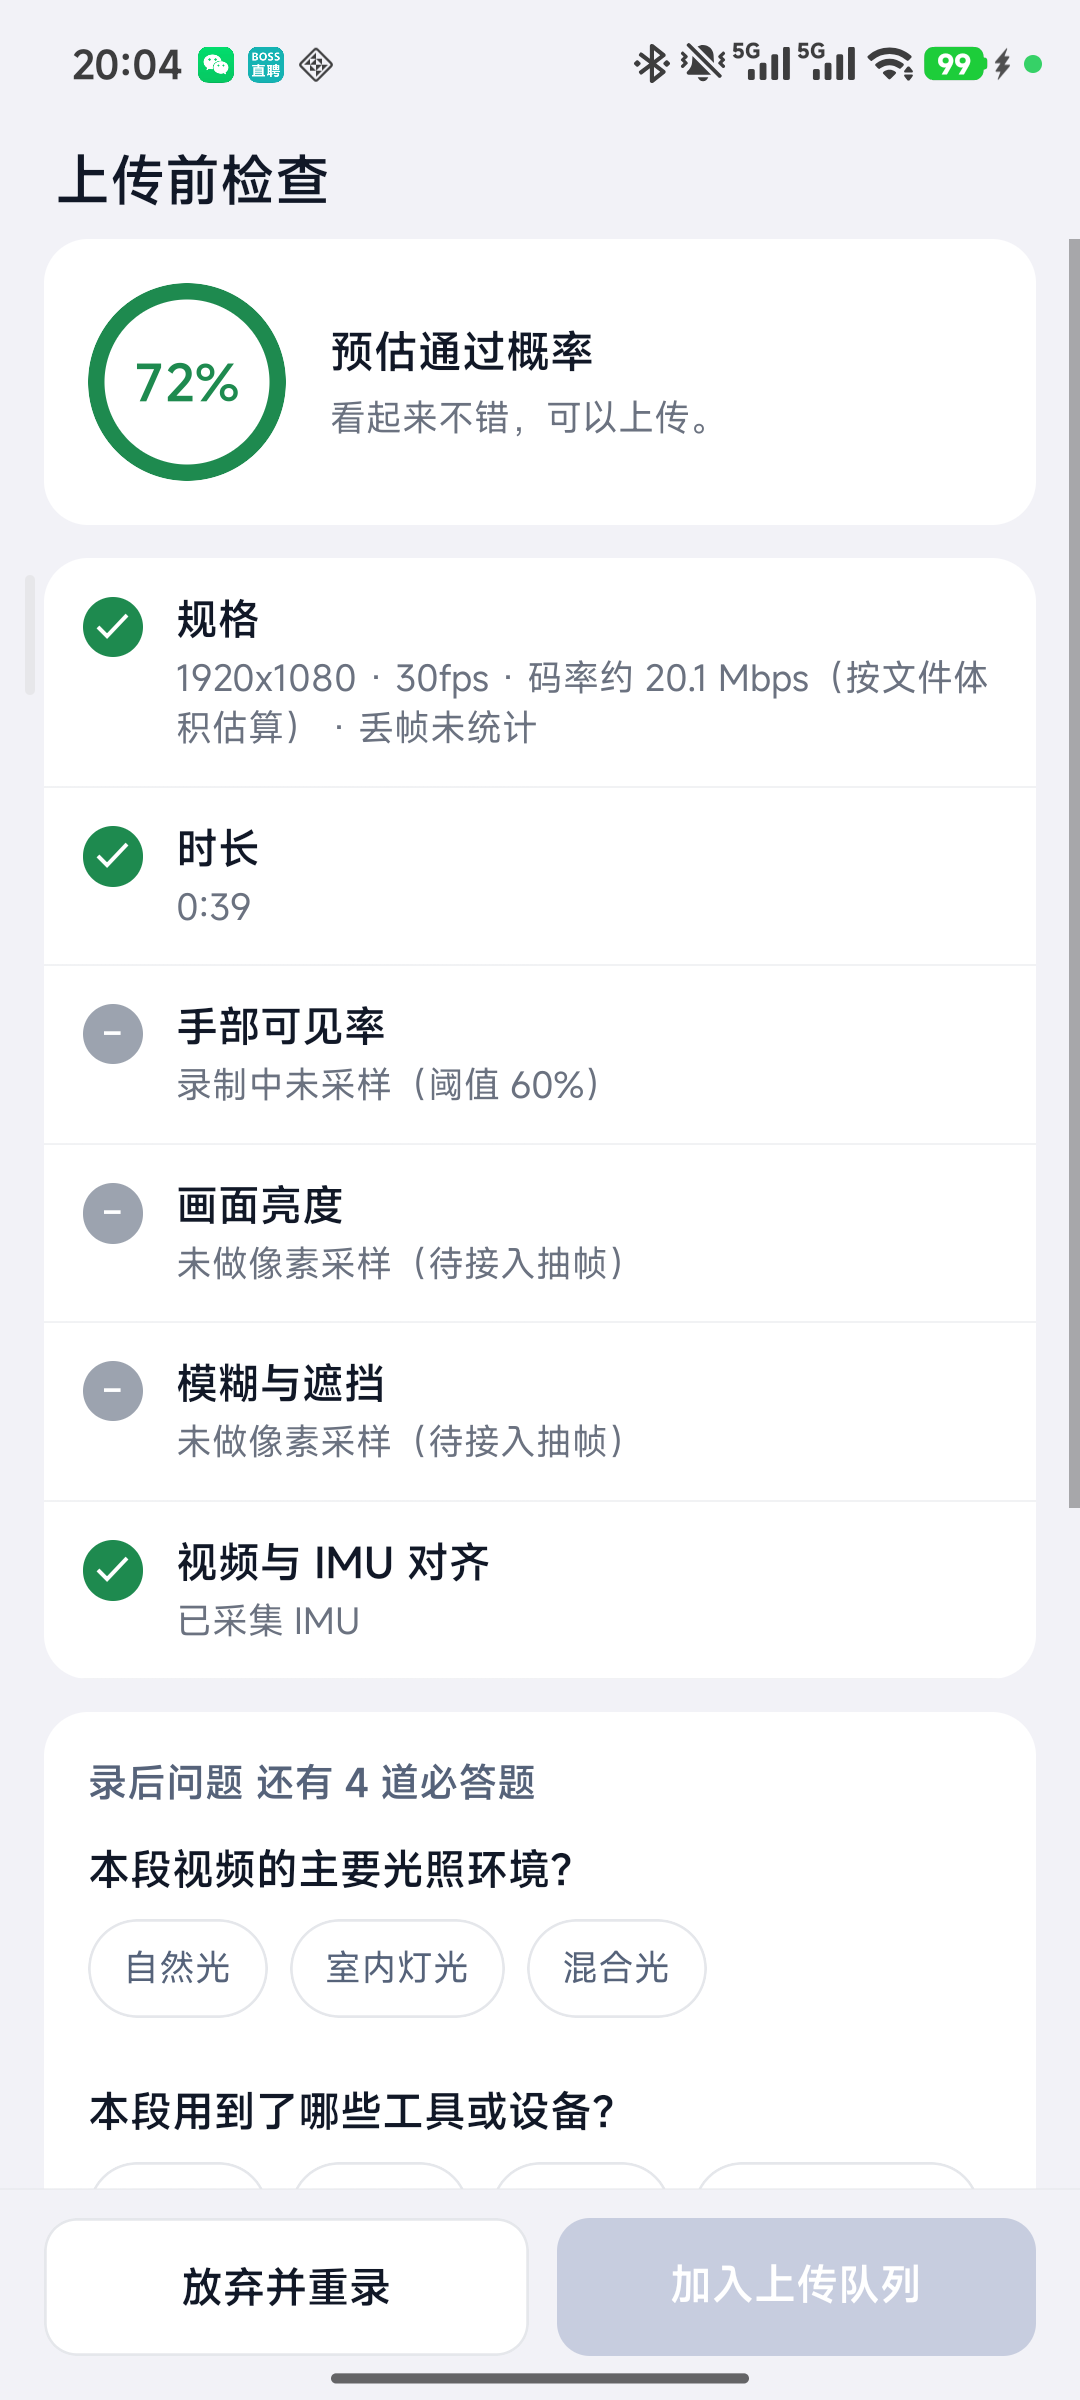 20:04
BOSS
直聘
5G
5G
99
上传前检查
72%
预估通过概率
看起来不错，可以上传。
规格
1920x1080 · 30fps · 码率约 20.1 Mbps（按文件体
积估算） · 丢帧未统计
时长
0:39
手部可见率
录制中未采样（阈值 60%）
画面亮度
未做像素采样（待接入抽帧）
模糊与遮挡
未做像素采样（待接入抽帧）
视频与 IMU 对齐
已采集 IMU
录后问题 还有 4 道必答题
本段视频的主要光照环境?
自然光
室内灯光
混合光
本段用到了哪些工具或设备?
放弃并重录
加入上传队列